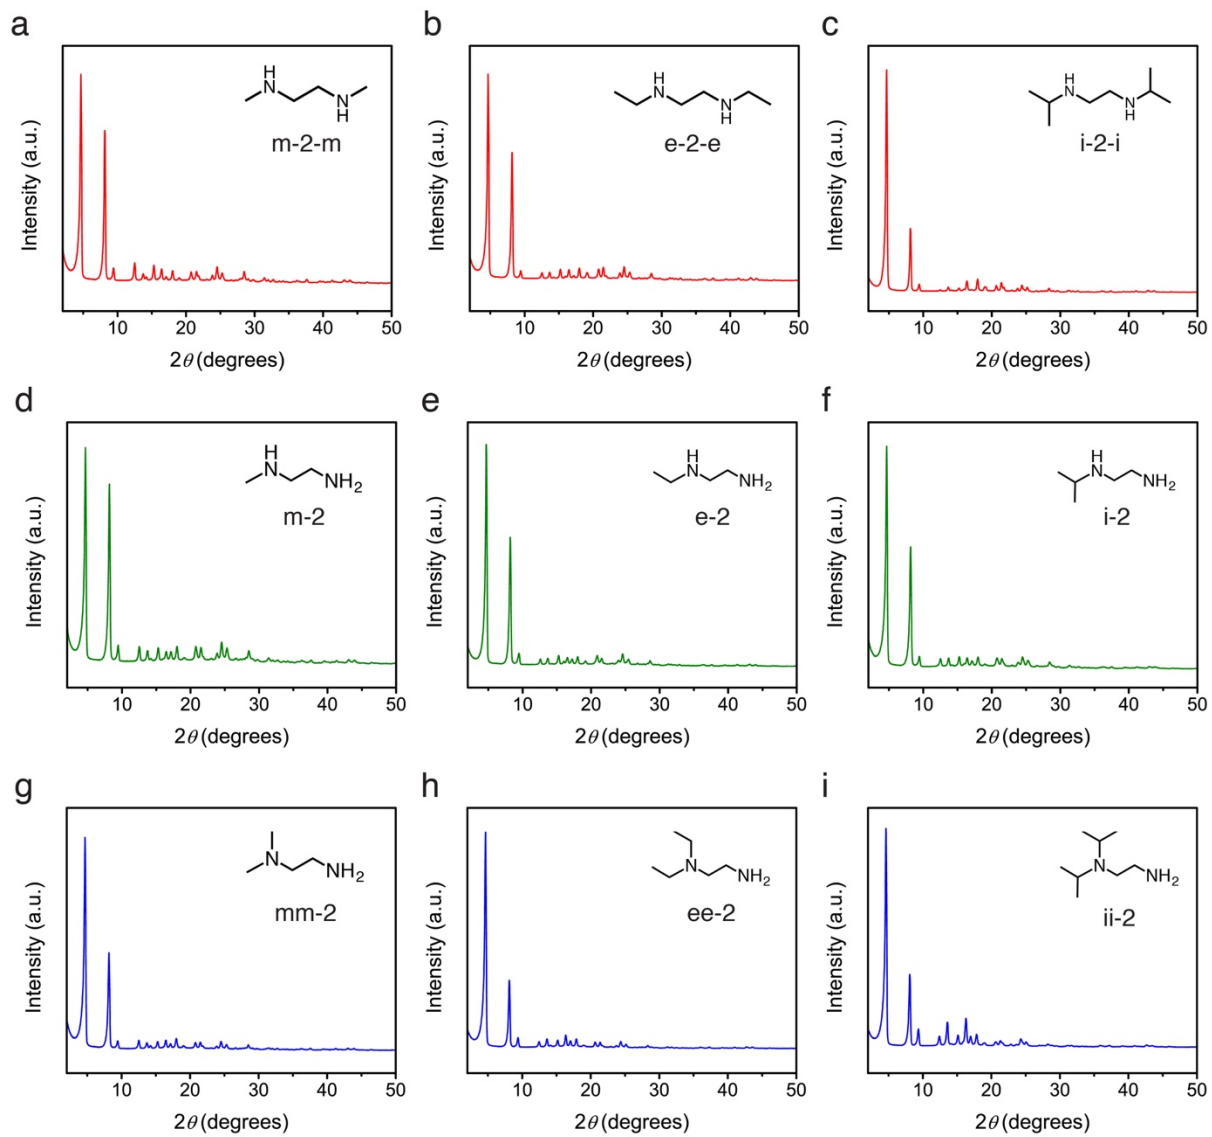 a
b
c
Intensity (a.u.)
H
N
N
H
m-2-m
10
20
30
40
50
2θ (degrees)
Intensity (a.u.)
H
N
N
H
e-2-e
10
20
30
40
50
2θ (degrees)
Intensity (a.u.)
H
N
N
H
i-2-i
10
20
30
40
50
2θ (degrees)
d
e
f
Intensity (a.u.)
H
N
NH2
m-2
10
20
30
40
50
2θ (degrees)
Intensity (a.u.)
H
N
NH2
e-2
10
20
30
40
50
2θ (degrees)
Intensity (a.u.)
H
N
NH2
i-2
10
20
30
40
50
2θ (degrees)
g
h
i
Intensity (a.u.)
N
NH2
mm-2
10
20
30
40
50
2θ (degrees)
Intensity (a.u.)
N
NH2
ee-2
10
20
30
40
50
2θ (degrees)
Intensity (a.u.)
N
NH2
ii-2
10
20
30
40
50
2θ (degrees)